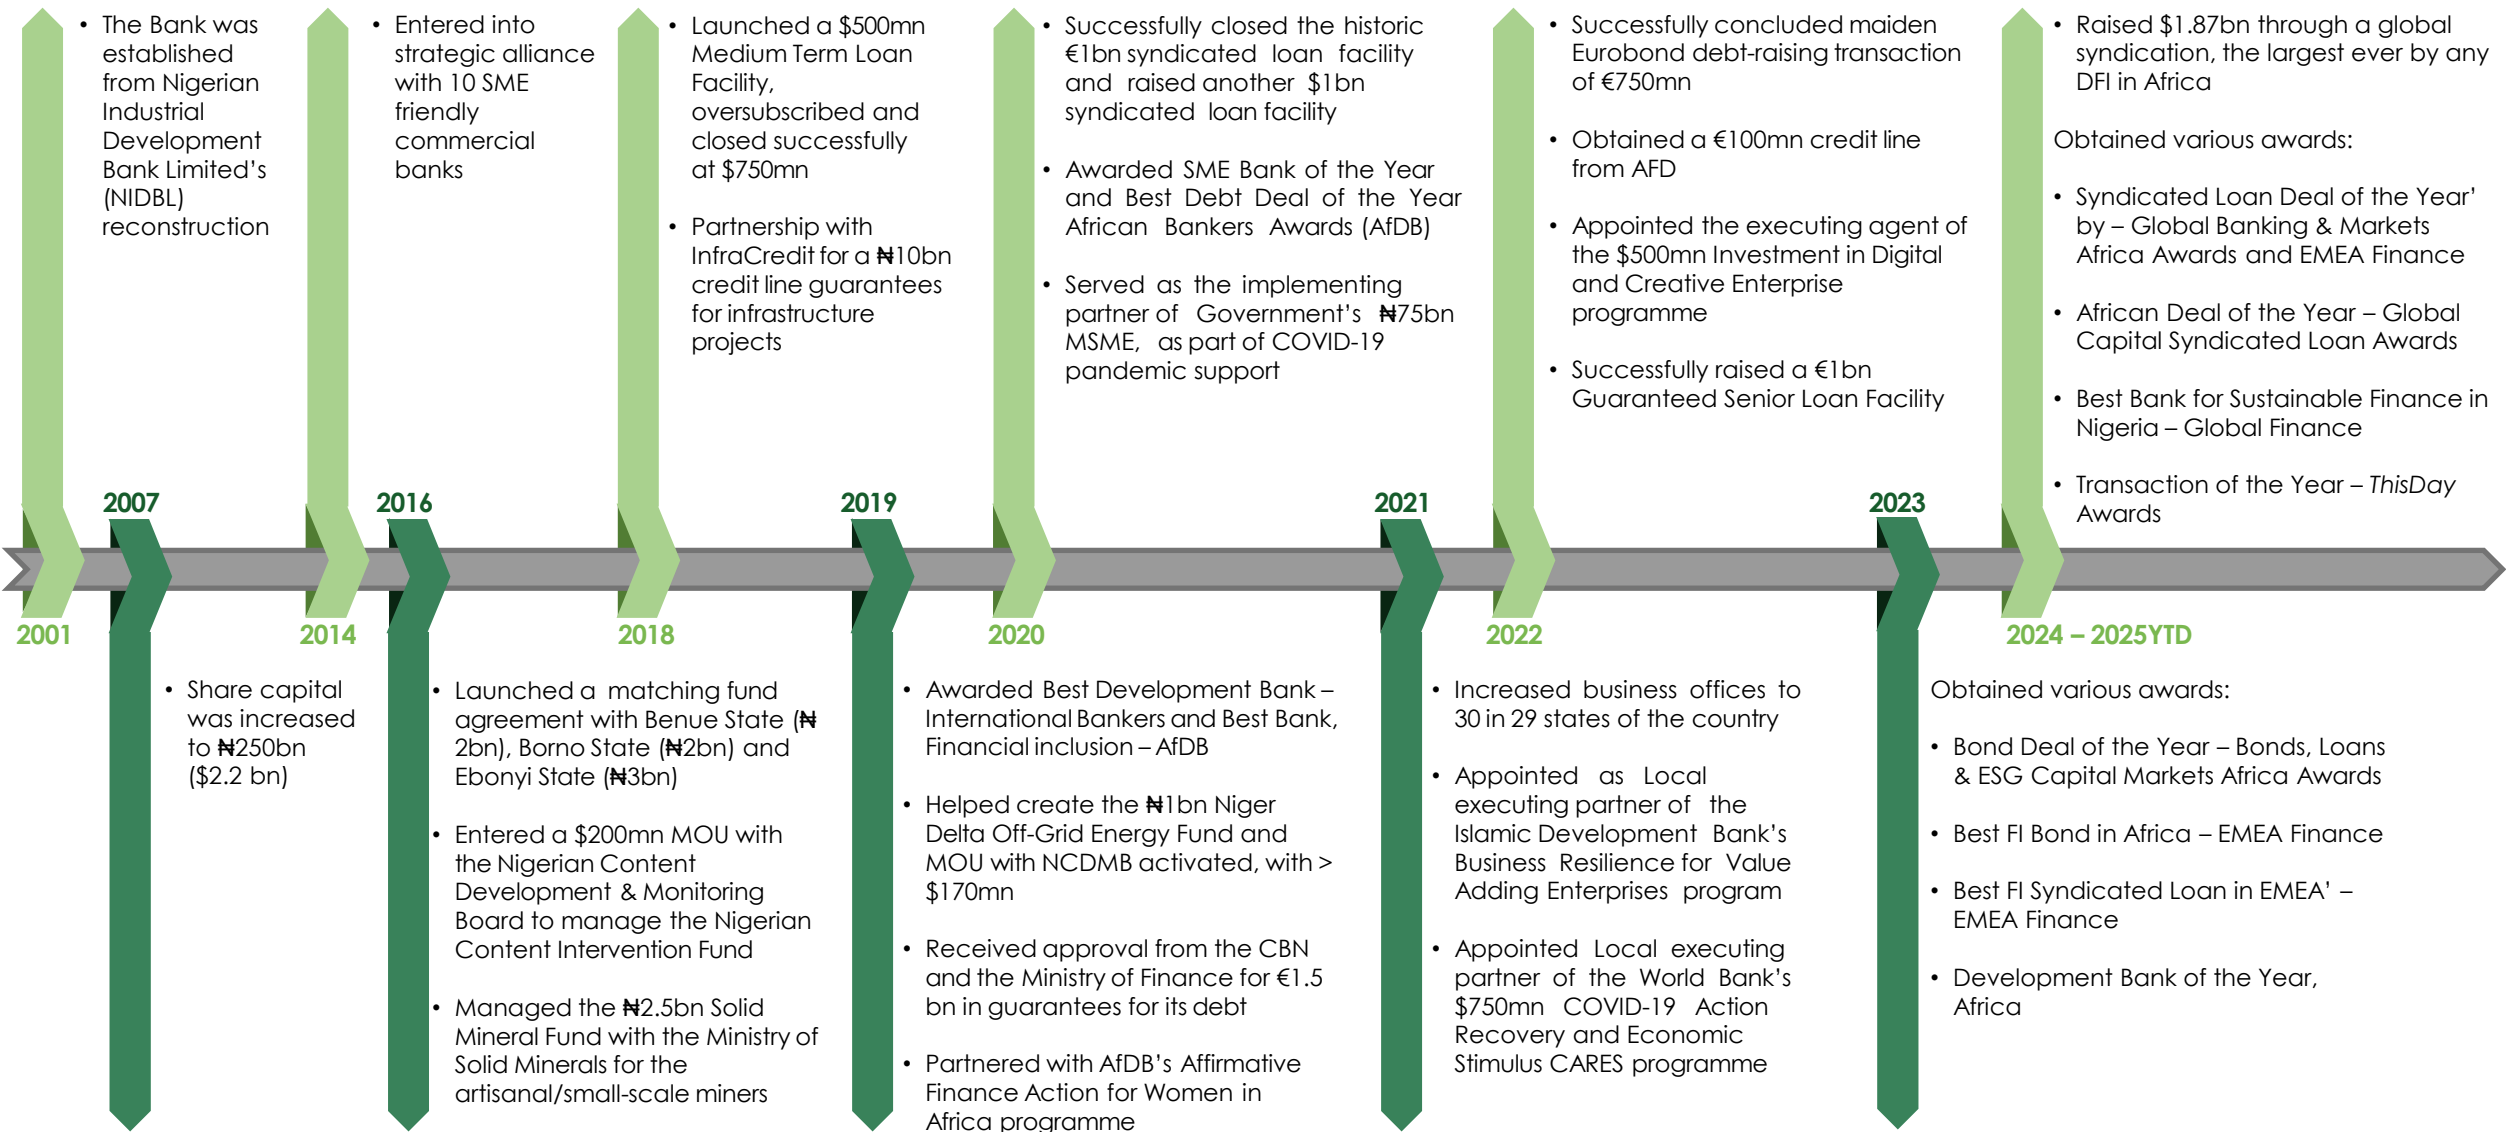 • The Bank was
established
from Nigerian
Industrial
Development
Bank Limited’s
(NIDBL)
reconstruction
2001
2007
• Share capital
was increased
to ₦250bn
($2.2 bn)
• Entered into
strategic alliance
with 10 SME
friendly
commercial
banks
2014
2016
• Launched a matching fund
agreement with Benue State (₦
2bn), Borno State (₦2bn) and
Ebonyi State (₦3bn)
• Entered a $200mn MOU with
the Nigerian Content
Development & Monitoring
Board to manage the Nigerian
Content Intervention Fund
• Managed the ₦2.5bn Solid
Mineral Fund with the Ministry of
Solid Minerals for the
artisanal/small-scale miners
• Launched a $500mn
Medium Term Loan
Facility,
oversubscribed and
closed successfully
at $750mn
• Partnership with
InfraCredit for a ₦10bn
credit line guarantees
for infrastructure
projects
2018
2019
• Awarded Best Development Bank –
International Bankers and Best Bank,
Financial inclusion – AfDB
• Helped create the ₦1bn Niger
Delta Off-Grid Energy Fund and
MOU with NCDMB activated, with >
$170mn
• Received approval from the CBN
and the Ministry of Finance for €1.5
bn in guarantees for its debt
• Partnered with AfDB’s Affirmative
Finance Action for Women in
Africa programme
• Successfully closed the historic
€1bn syndicated loan facility
and raised another $1bn
syndicated loan facility
• Awarded SME Bank of the Year
and Best Debt Deal of the Year
African Bankers Awards (AfDB)
• Served as the implementing
partner of Government’s ₦75bn
MSME, as part of COVID-19
pandemic support
2020
2021
• Increased business offices to
30 in 29 states of the country
• Appointed as Local
executing partner of the
Islamic Development Bank’s
Business Resilience for Value
Adding Enterprises program
• Appointed Local executing
partner of the World Bank’s
$750mn COVID-19 Action
Recovery and Economic
Stimulus CARES programme
• Successfully concluded maiden
Eurobond debt-raising transaction
of €750mn
• Obtained a €100mn credit line
from AFD
• Appointed the executing agent of
the $500mn Investment in Digital
and Creative Enterprise
programme
• Successfully raised a €1bn
Guaranteed Senior Loan Facility
2022
2023
Obtained various awards:
• Bond Deal of the Year – Bonds, Loans
& ESG Capital Markets Africa Awards
• Best FI Bond in Africa – EMEA Finance
• Best FI Syndicated Loan in EMEA’ –
EMEA Finance
• Development Bank of the Year,
Africa
• Raised $1.87bn through a global
syndication, the largest ever by any
DFI in Africa
Obtained various awards:
• Syndicated Loan Deal of the Year’
by – Global Banking & Markets
Africa Awards and EMEA Finance
• African Deal of the Year – Global
Capital Syndicated Loan Awards
• Best Bank for Sustainable Finance in
Nigeria – Global Finance
• Transaction of the Year – ThisDay
Awards
2024 – 2025YTD